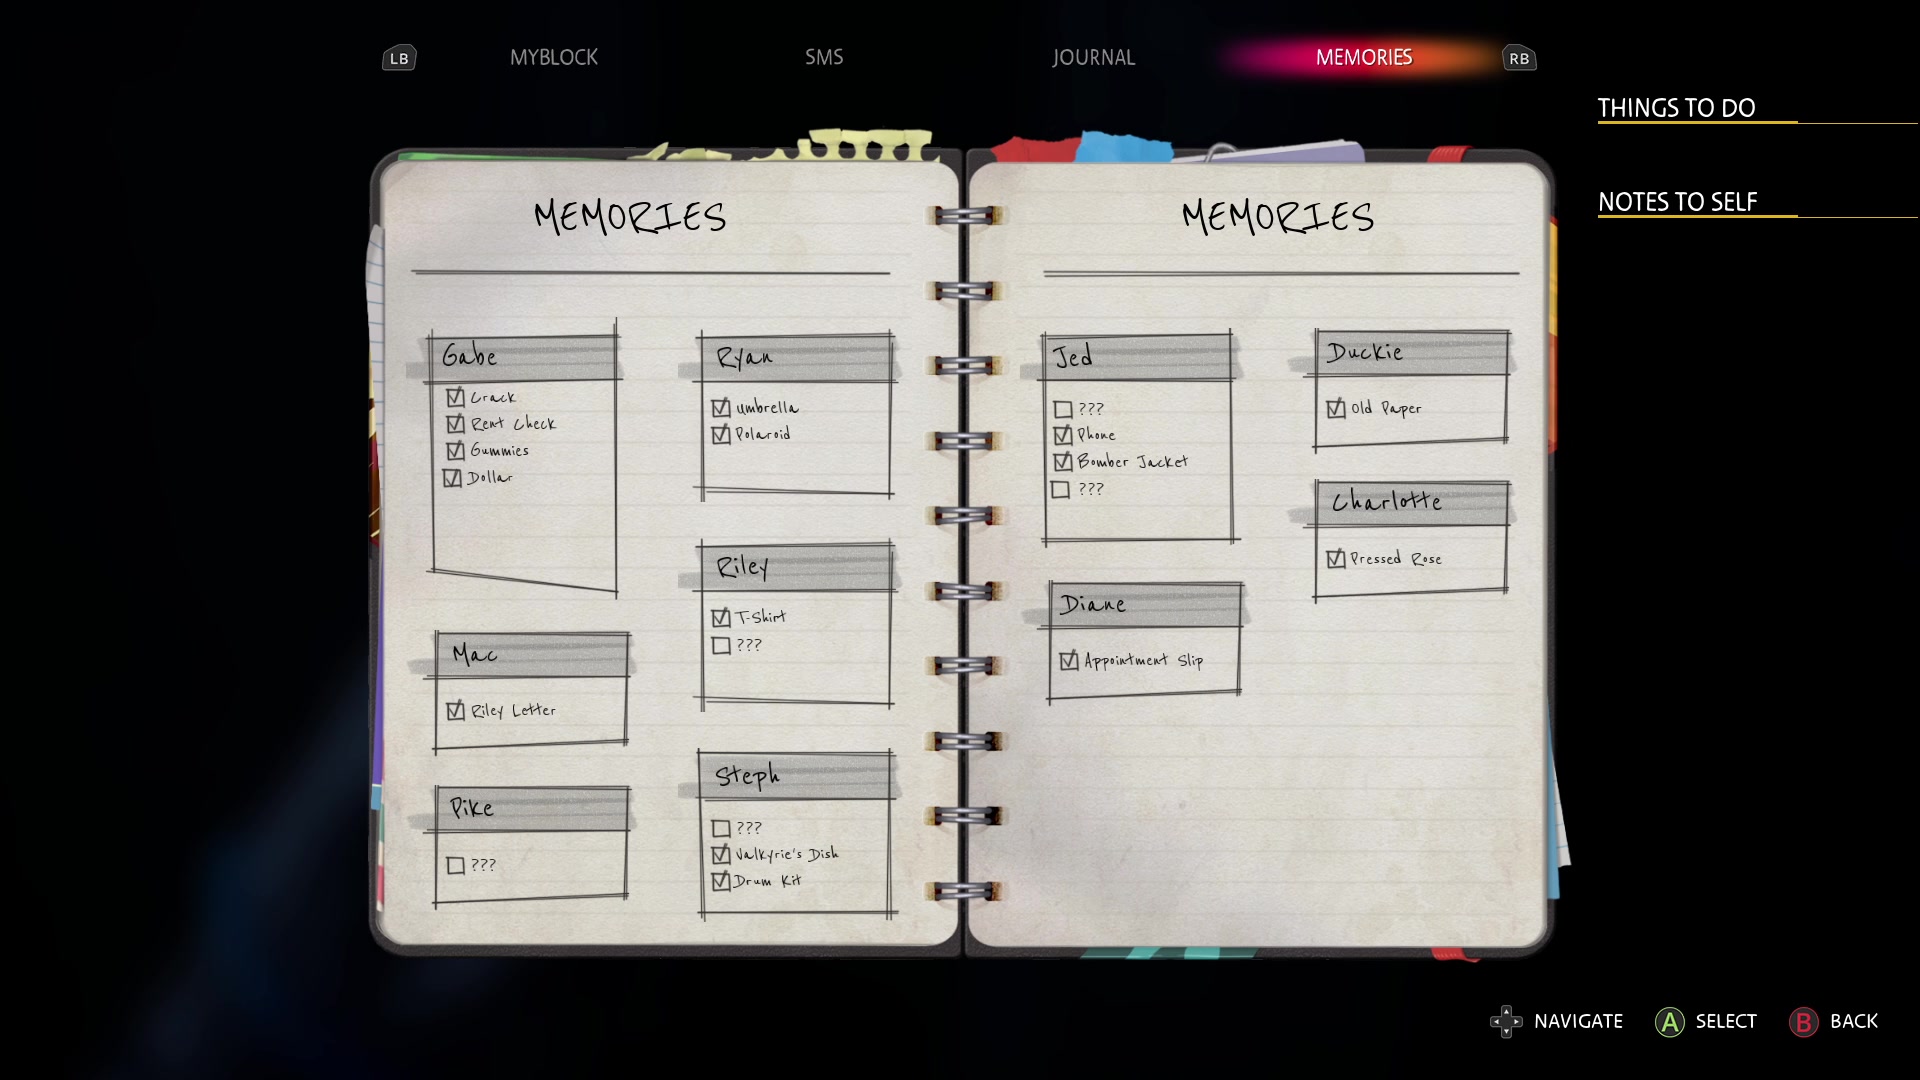 LB
MYBLOCK
SMS
JOURNAL
MEMORIES
RB
THINGS TO DO
NOTES TO SELF
MEMORIES
Gabe
Crack
Rent Check
Gummies
Dollar
Mac
Riley Letter
Pike
???
Ryan
Umbrella
Polaroid
Riley
T-Shirt
???
Steph
???
Valkyrie's Dish
Drum Kit
MEMORIES
Jed
???
Phone
Bomber Jacket
???
Diane
Appointment Slip
Duckie
Old Paper
Charlotte
Pressed Rose
NAVIGATE
A SELECT
B BACK